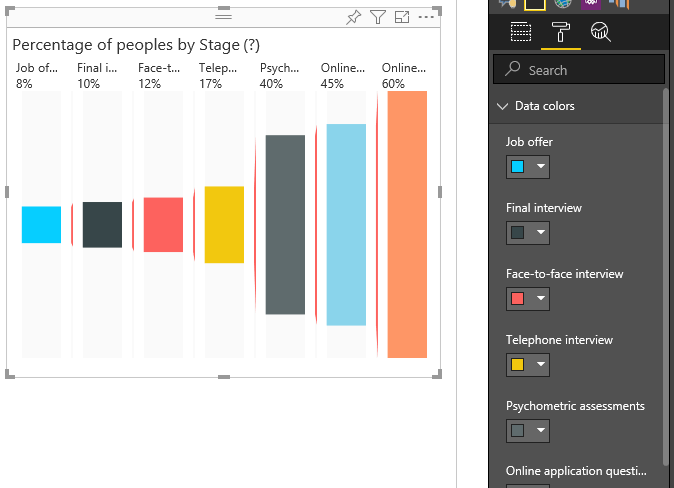 Percentage of peoples by Stage (?)
Job of... Final i... Face-t... Telep... Psych... Online... Online...
8% 10% 12% 17% 40% 45% 60%
Search
Data colors
Job offer
Final interview
Face-to-face interview
Telephone interview
Psychometric assessments
Online application questi...